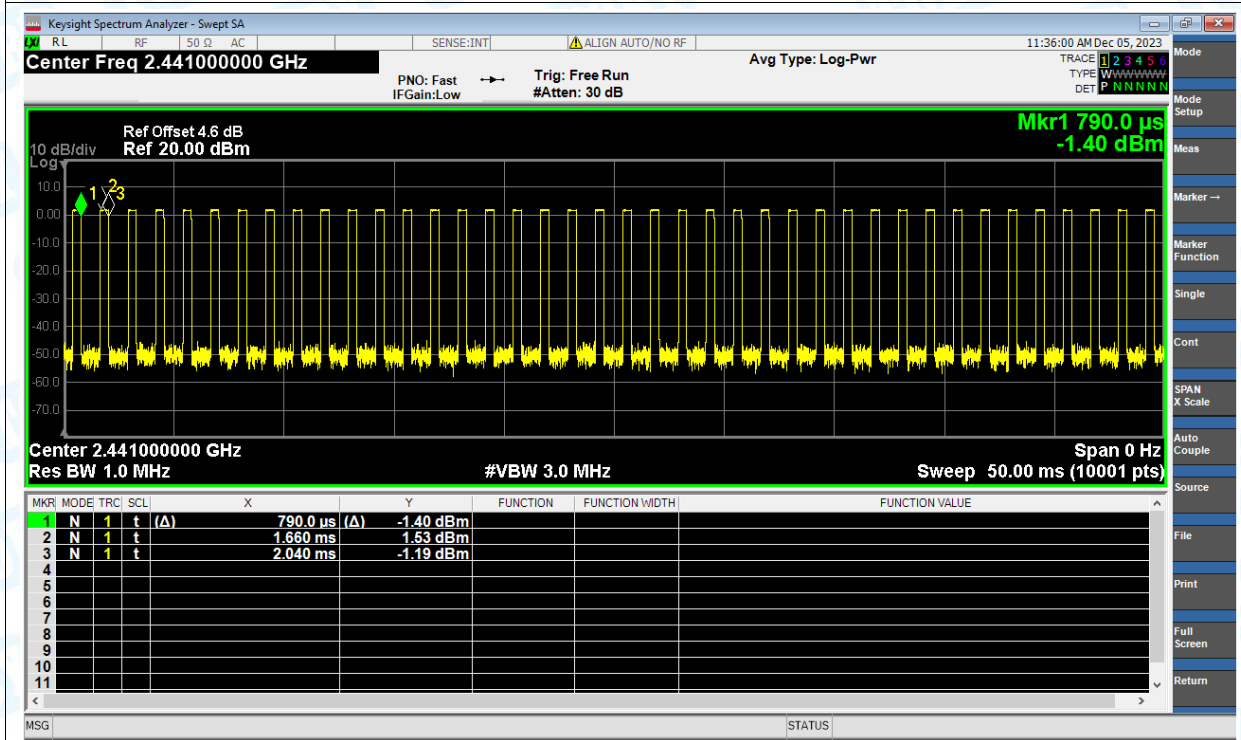 Keysight Spectrum Analyzer - Swept SA
LXI RL RF 50 Ω AC SENSE:INT ALIGN AUTO/NO RF 11:36:00 AM Dec 05, 2023
Center Freq 2.441000000 GHz
PNO: Fast
IFGain:Low
Trig: Free Run
#Atten: 30 dB
Avg Type: Log-Pwr
TRACE 1 2 3 4 5 6
TYPE WWWWWW
DET P N N N N N
Mkr1 790.0 µs
-1.40 dBm
Ref Offset 4.6 dB
10 dB/div Ref 20.00 dBm
Log
10.0
0.00
-10.0
-20.0
-30.0
-40.0
-50.0
-60.0
-70.0
1 2 3
Center 2.441000000 GHz Span 0 Hz
Res BW 1.0 MHz #VBW 3.0 MHz Sweep 50.00 ms (10001 pts)
MKR MODE TRC SCL X Y FUNCTION FUNCTION WIDTH FUNCTION VALUE
1 N 1 t (Δ) 790.0 µs (Δ) -1.40 dBm
2 N 1 t 1.660 ms 1.53 dBm
3 N 1 t 2.040 ms -1.19 dBm
4
5
6
7
8
9
10
11
MSG STATUS
Mode
Mode
Setup
Meas
Marker→
Marker
Function
Single
Cont
SPAN
X Scale
Auto
Couple
Source
File
Print
Full
Screen
Return